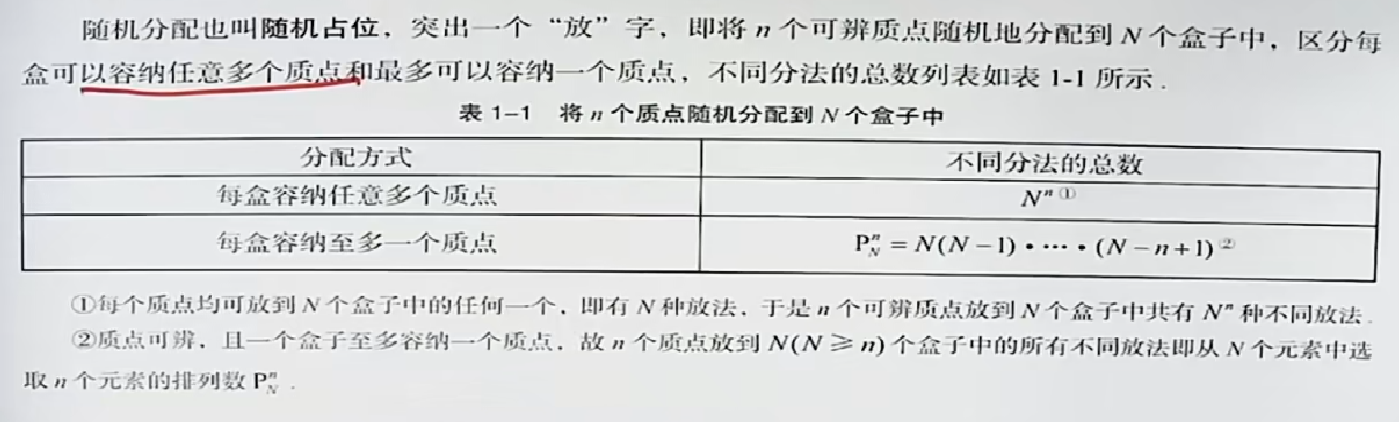 随机分配也叫随机占位，突出一个“放”字，即将 n 个可辨质点随机地分配到 N 个盒子中，区分每
盒可以容纳任意多个质点和最多可以容纳一个质点，不同分法的总数列表如表 1-1 所示．
表 1-1 将 n 个质点随机分配到 N 个盒子中
分配方式 不同分法的总数
每盒容纳任意多个质点 Nⁿ ①
每盒容纳至多一个质点 P_N^n = N(N－1)·…·(N－n＋1) ②
①每个质点均可放到 N 个盒子中的任何一个，即有 N 种放法，于是 n 个可辨质点放到 N 个盒子中共有 Nⁿ 种不同放法．
②质点可辨，且一个盒子至多容纳一个质点，故 n 个质点放到 N(N ⩾ n) 个盒子中的所有不同放法即从 N 个元素中选
取 n 个元素的排列数 P_N^n ．